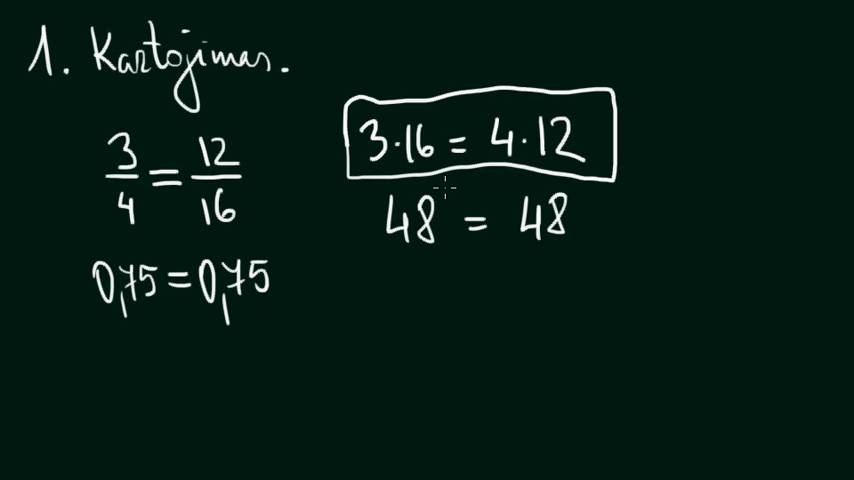 1. Kartojimas.
3/4 = 12/16
0,75 = 0,75
3·16 = 4·12
48 = 48